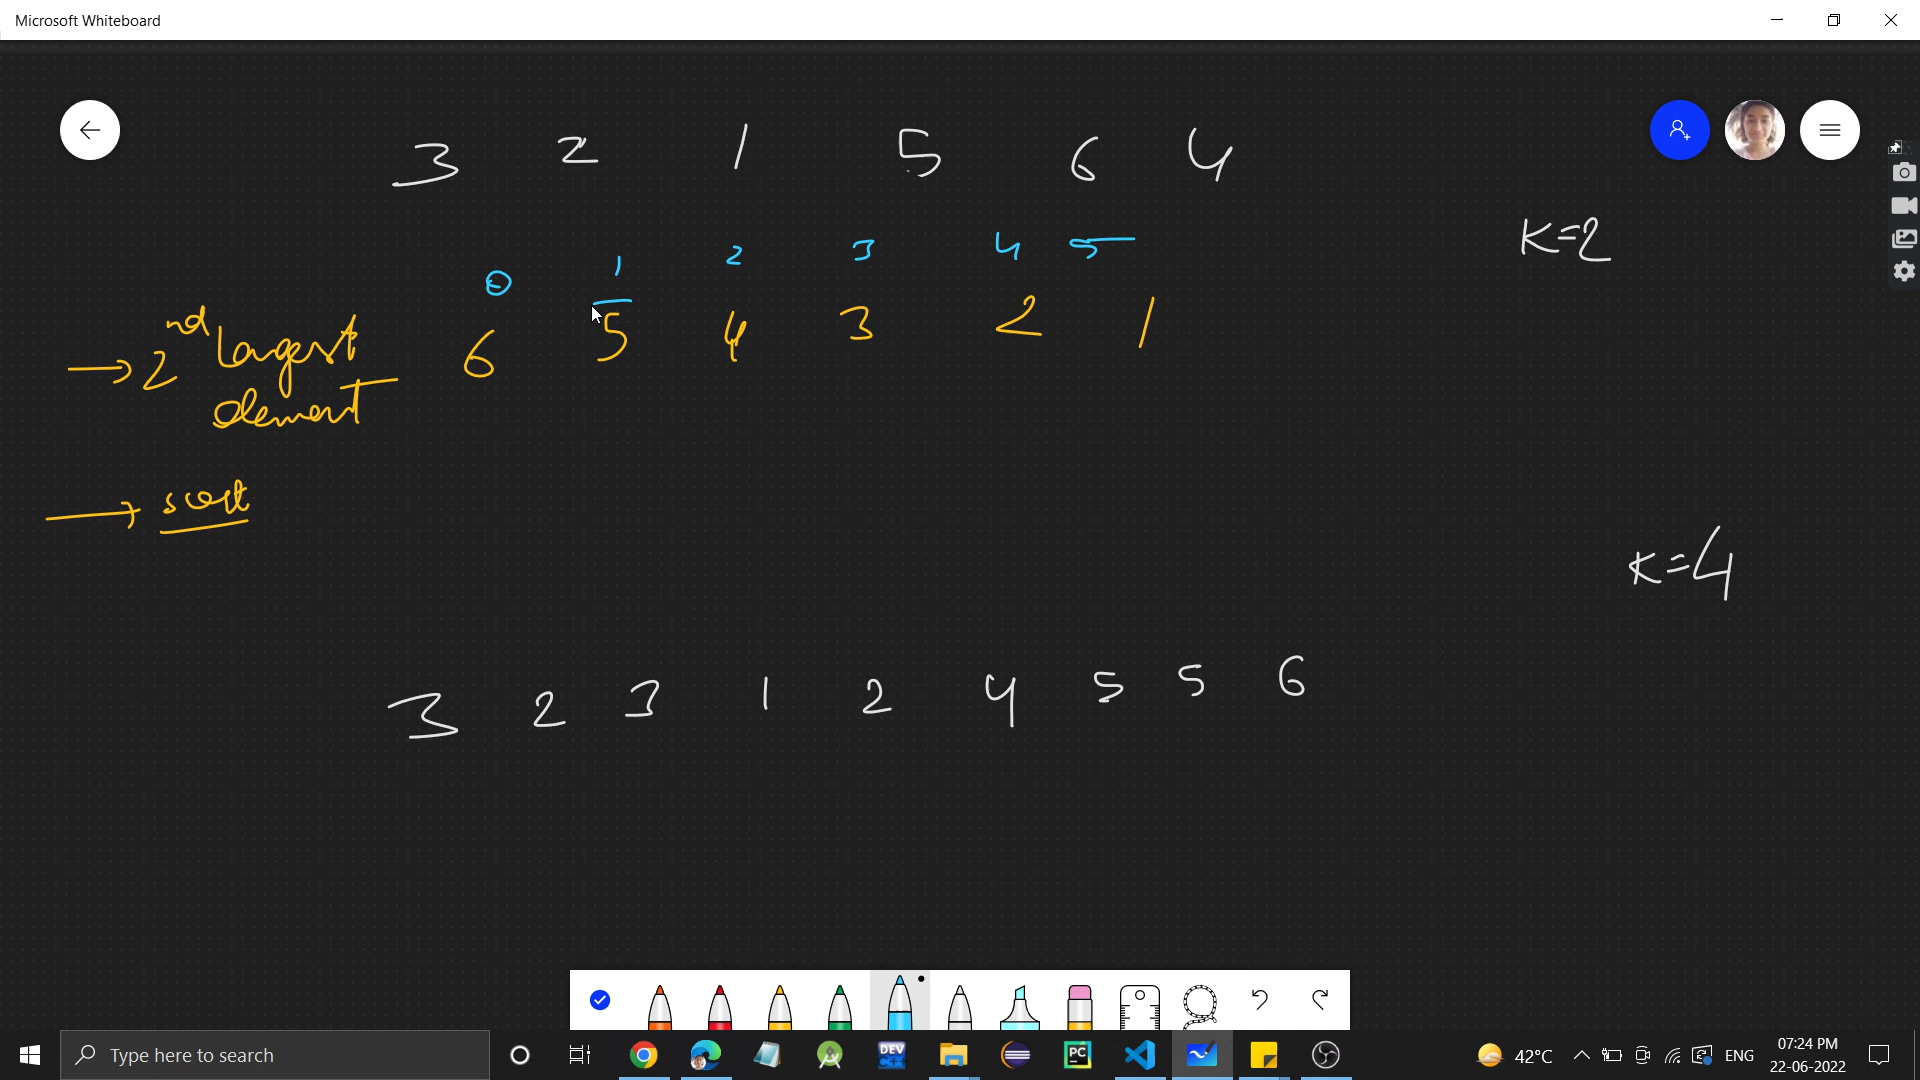 Microsoft Whiteboard
3 2 1 5 6 4
K=2
0 1 2 3 4 5
→ 2nd largest
element
6 5 4 3 2 1
→ sort
K=4
3 2 3 1 2 4 5 5 6
Type here to search
DEV
PC
42°C
ENG
07:24 PM
22-06-2022